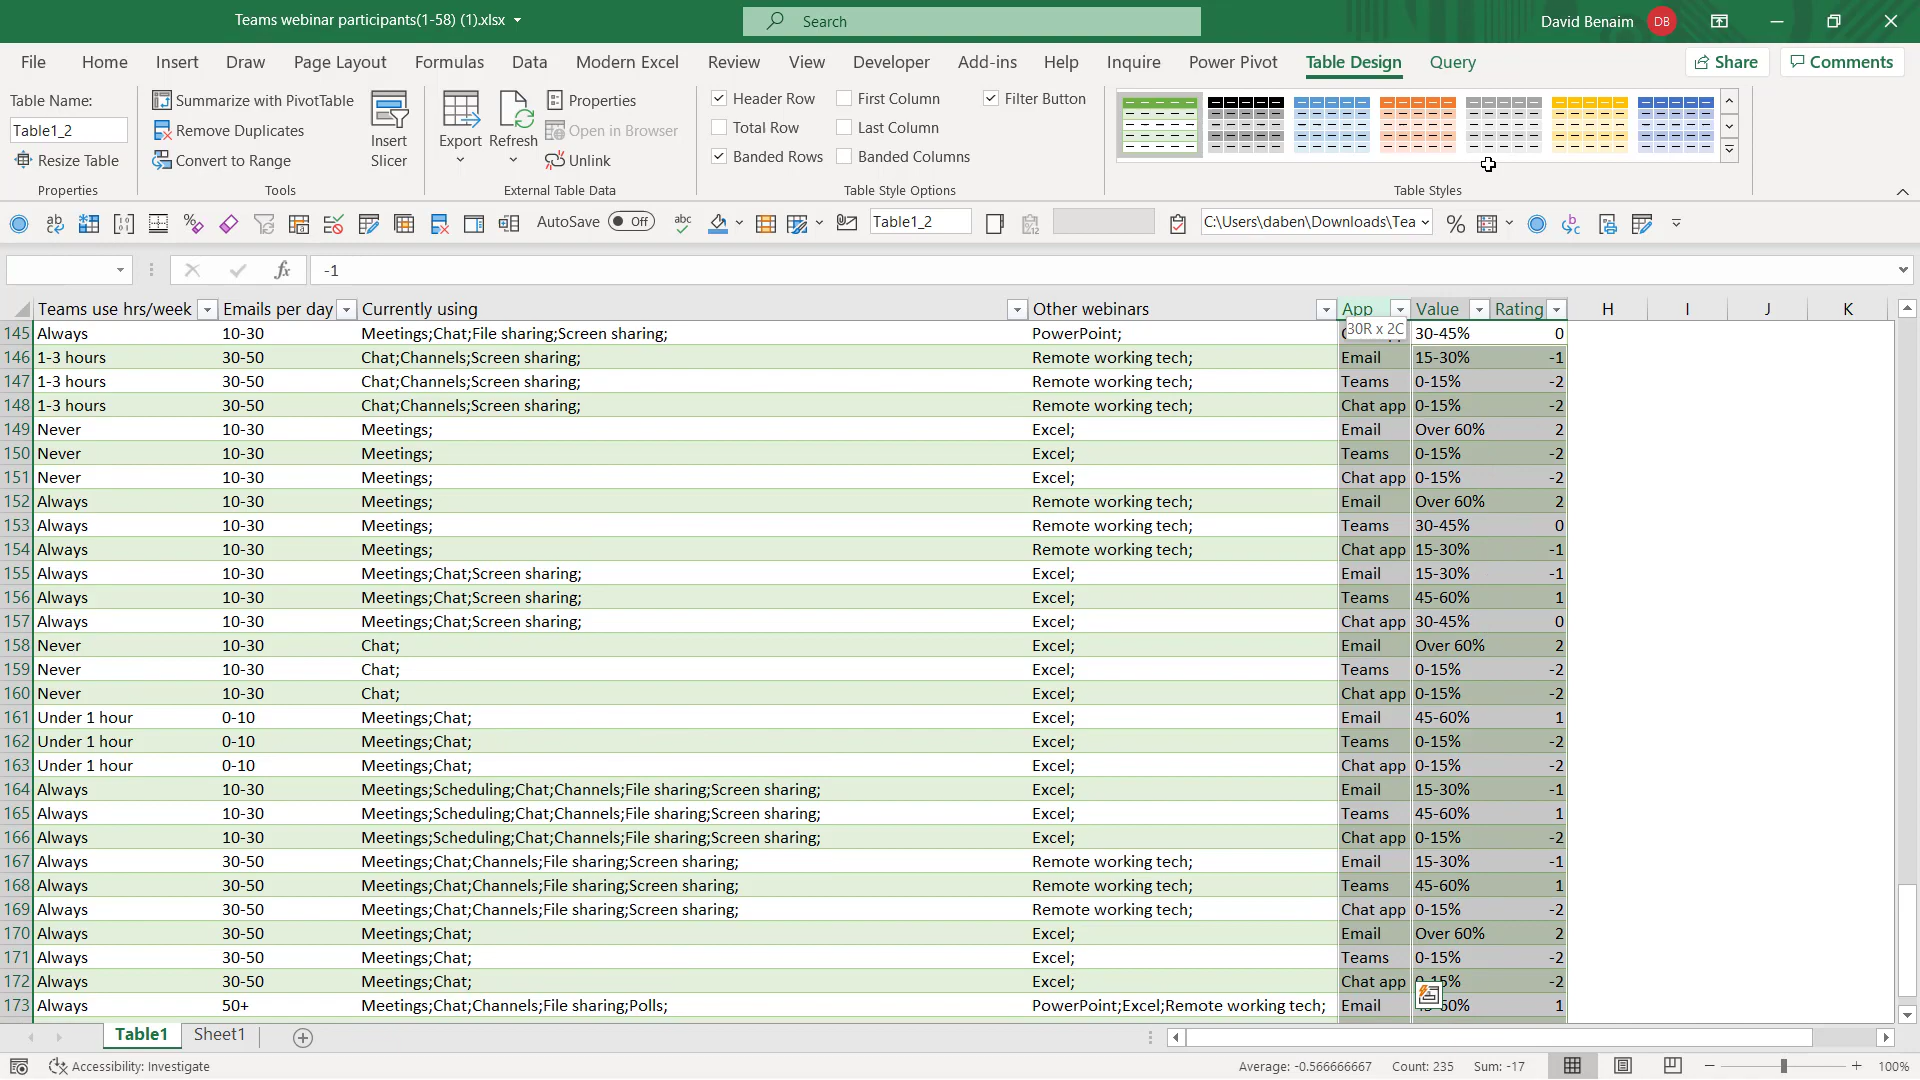 Teams webinar participants(1-58) (1).xlsx
Search
David Benaim DB
File Home Insert Draw Page Layout Formulas Data Modern Excel Review View Developer Add-ins Help Inquire Power Pivot Table Design Query Share Comments
Table Name:
Table1_2
Resize Table
Properties
Summarize with PivotTable
Remove Duplicates
Convert to Range
Tools
Insert
Slicer
Export
Refresh
Properties
Open in Browser
Unlink
External Table Data
Header Row First Column Filter Button
Total Row Last Column
Banded Rows Banded Columns
Table Style Options
Table Styles
AutoSave Off Table1_2 C:\Users\daben\Downloads\Tea
fx -1
Teams use hrs/week Emails per day Currently using Other webinars App Value Rating H I J K
30R x 2C
145 Always 10-30 Meetings;Chat;File sharing;Screen sharing; PowerPoint; 30-45% 0
146 1-3 hours 30-50 Chat;Channels;Screen sharing; Remote working tech; Email 15-30% -1
147 1-3 hours 30-50 Chat;Channels;Screen sharing; Remote working tech; Teams 0-15% -2
148 1-3 hours 30-50 Chat;Channels;Screen sharing; Remote working tech; Chat app 0-15% -2
149 Never 10-30 Meetings; Excel; Email Over 60% 2
150 Never 10-30 Meetings; Excel; Teams 0-15% -2
151 Never 10-30 Meetings; Excel; Chat app 0-15% -2
152 Always 10-30 Meetings; Remote working tech; Email Over 60% 2
153 Always 10-30 Meetings; Remote working tech; Teams 30-45% 0
154 Always 10-30 Meetings; Remote working tech; Chat app 15-30% -1
155 Always 10-30 Meetings;Chat;Screen sharing; Excel; Email 15-30% -1
156 Always 10-30 Meetings;Chat;Screen sharing; Excel; Teams 45-60% 1
157 Always 10-30 Meetings;Chat;Screen sharing; Excel; Chat app 30-45% 0
158 Never 10-30 Chat; Excel; Email Over 60% 2
159 Never 10-30 Chat; Excel; Teams 0-15% -2
160 Never 10-30 Chat; Excel; Chat app 0-15% -2
161 Under 1 hour 0-10 Meetings;Chat; Excel; Email 45-60% 1
162 Under 1 hour 0-10 Meetings;Chat; Excel; Teams 0-15% -2
163 Under 1 hour 0-10 Meetings;Chat; Excel; Chat app 0-15% -2
164 Always 10-30 Meetings;Scheduling;Chat;Channels;File sharing;Screen sharing; Excel; Email 15-30% -1
165 Always 10-30 Meetings;Scheduling;Chat;Channels;File sharing;Screen sharing; Excel; Teams 45-60% 1
166 Always 10-30 Meetings;Scheduling;Chat;Channels;File sharing;Screen sharing; Excel; Chat app 0-15% -2
167 Always 30-50 Meetings;Chat;Channels;File sharing;Screen sharing; Remote working tech; Email 15-30% -1
168 Always 30-50 Meetings;Chat;Channels;File sharing;Screen sharing; Remote working tech; Teams 45-60% 1
169 Always 30-50 Meetings;Chat;Channels;File sharing;Screen sharing; Remote working tech; Chat app 0-15% -2
170 Always 30-50 Meetings;Chat; Excel; Email Over 60% 2
171 Always 30-50 Meetings;Chat; Excel; Teams 0-15% -2
172 Always 30-50 Meetings;Chat; Excel; Chat app -2
173 Always 50+ Meetings;Chat;Channels;File sharing;Polls; PowerPoint;Excel;Remote working tech; Email 1
Table1 Sheet1
Accessibility: Investigate Average: -0.566666667 Count: 235 Sum: -17 100%